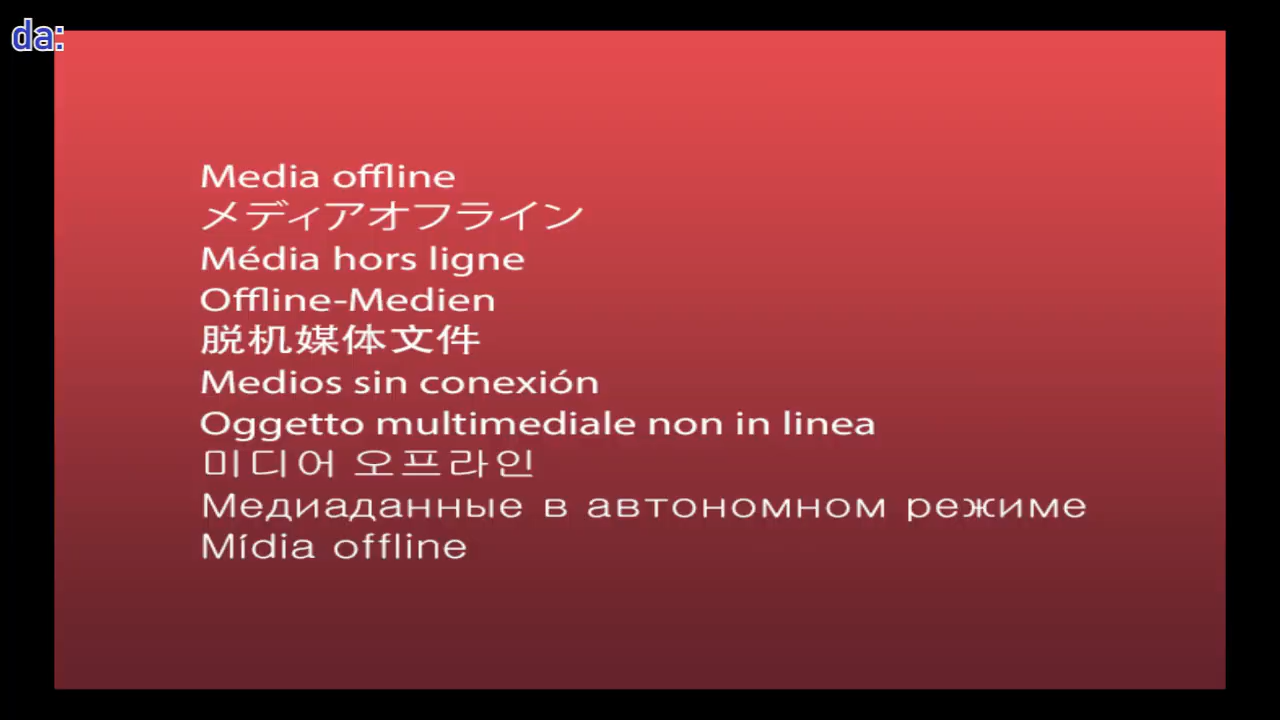 da:
Media offline
メディアオフライン
Média hors ligne
Offline-Medien
脱机媒体文件
Medios sin conexión
Oggetto multimediale non in linea
미디어 오프라인
Медиаданные в автономном режиме
Mídia offline